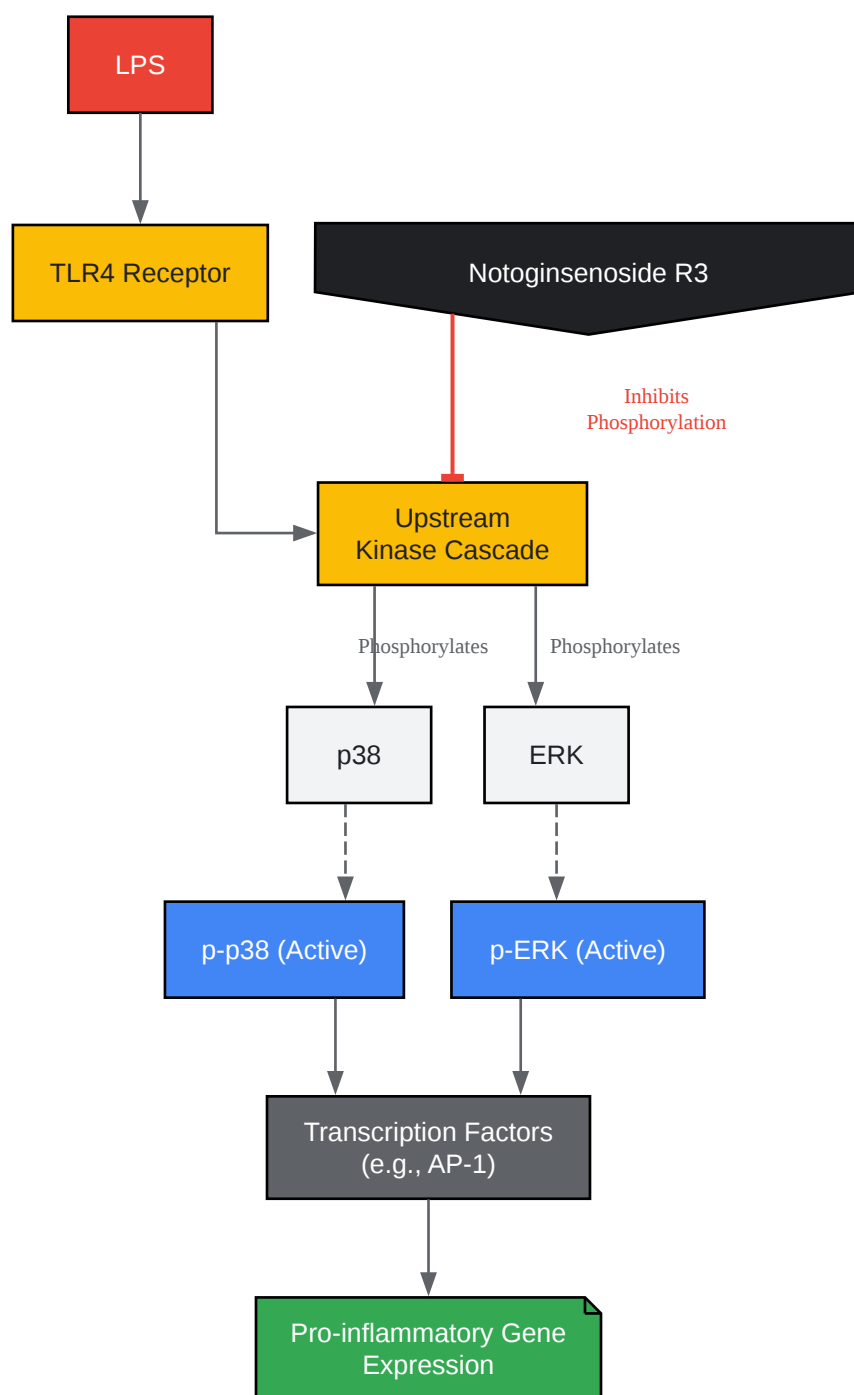 LPS
TLR4 Receptor
Notoginsenoside R3
Inhibits
Phosphorylation
Upstream
Kinase Cascade
Phosphorylates
Phosphorylates
p38
ERK
p-p38 (Active)
p-ERK (Active)
Transcription Factors
(e.g., AP-1)
Pro-inflammatory Gene
Expression